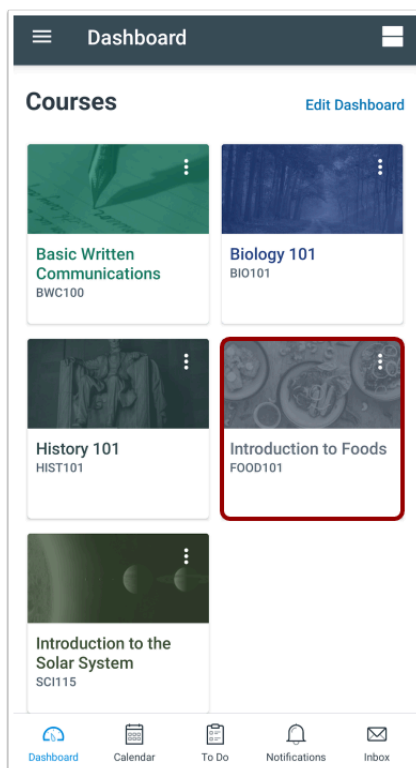 Dashboard
Courses
Edit Dashboard
Basic Written
Communications
BWC100
Biology 101
BIO101
History 101
HIST101
Introduction to Foods
FOOD101
Introduction to the
Solar System
SCI115
Dashboard
Calendar
To Do
Notifications
Inbox